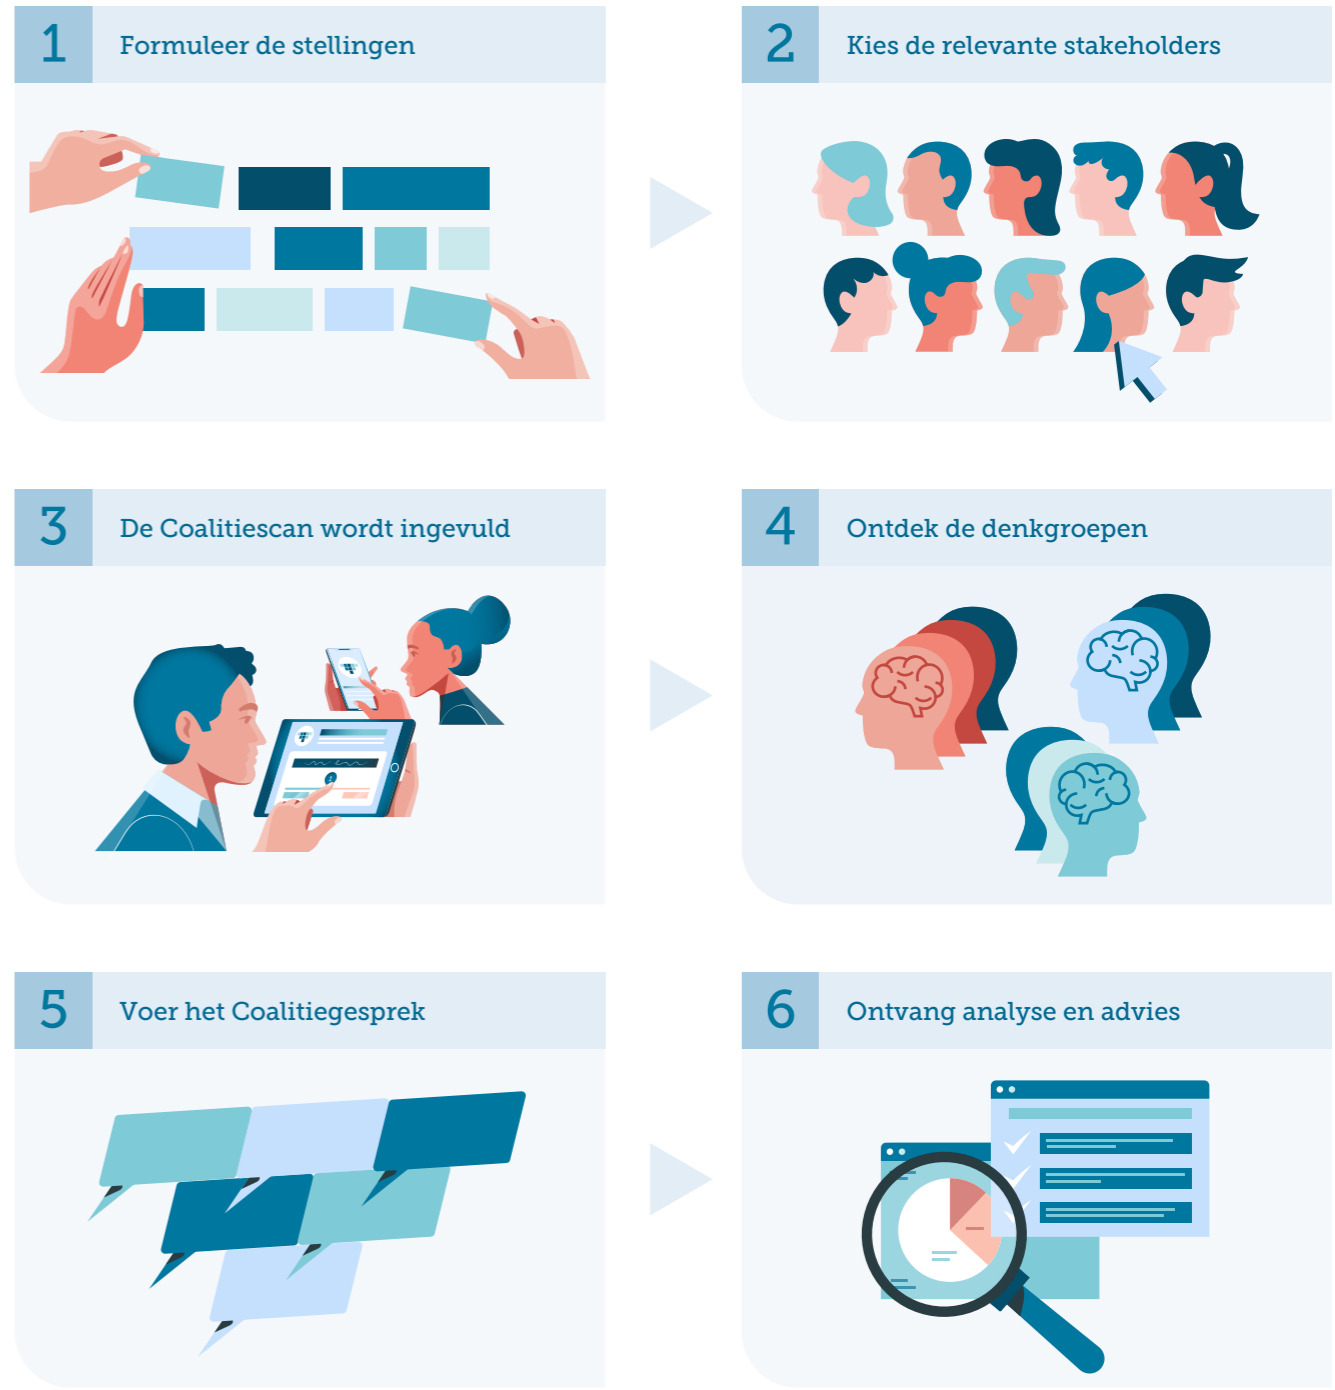 1 Formuleer de stellingen
2 Kies de relevante stakeholders
3 De Coalitiescan wordt ingevuld
4 Ontdek de denkgroepen
5 Voer het Coalitiegesprek
6 Ontvang analyse en advies